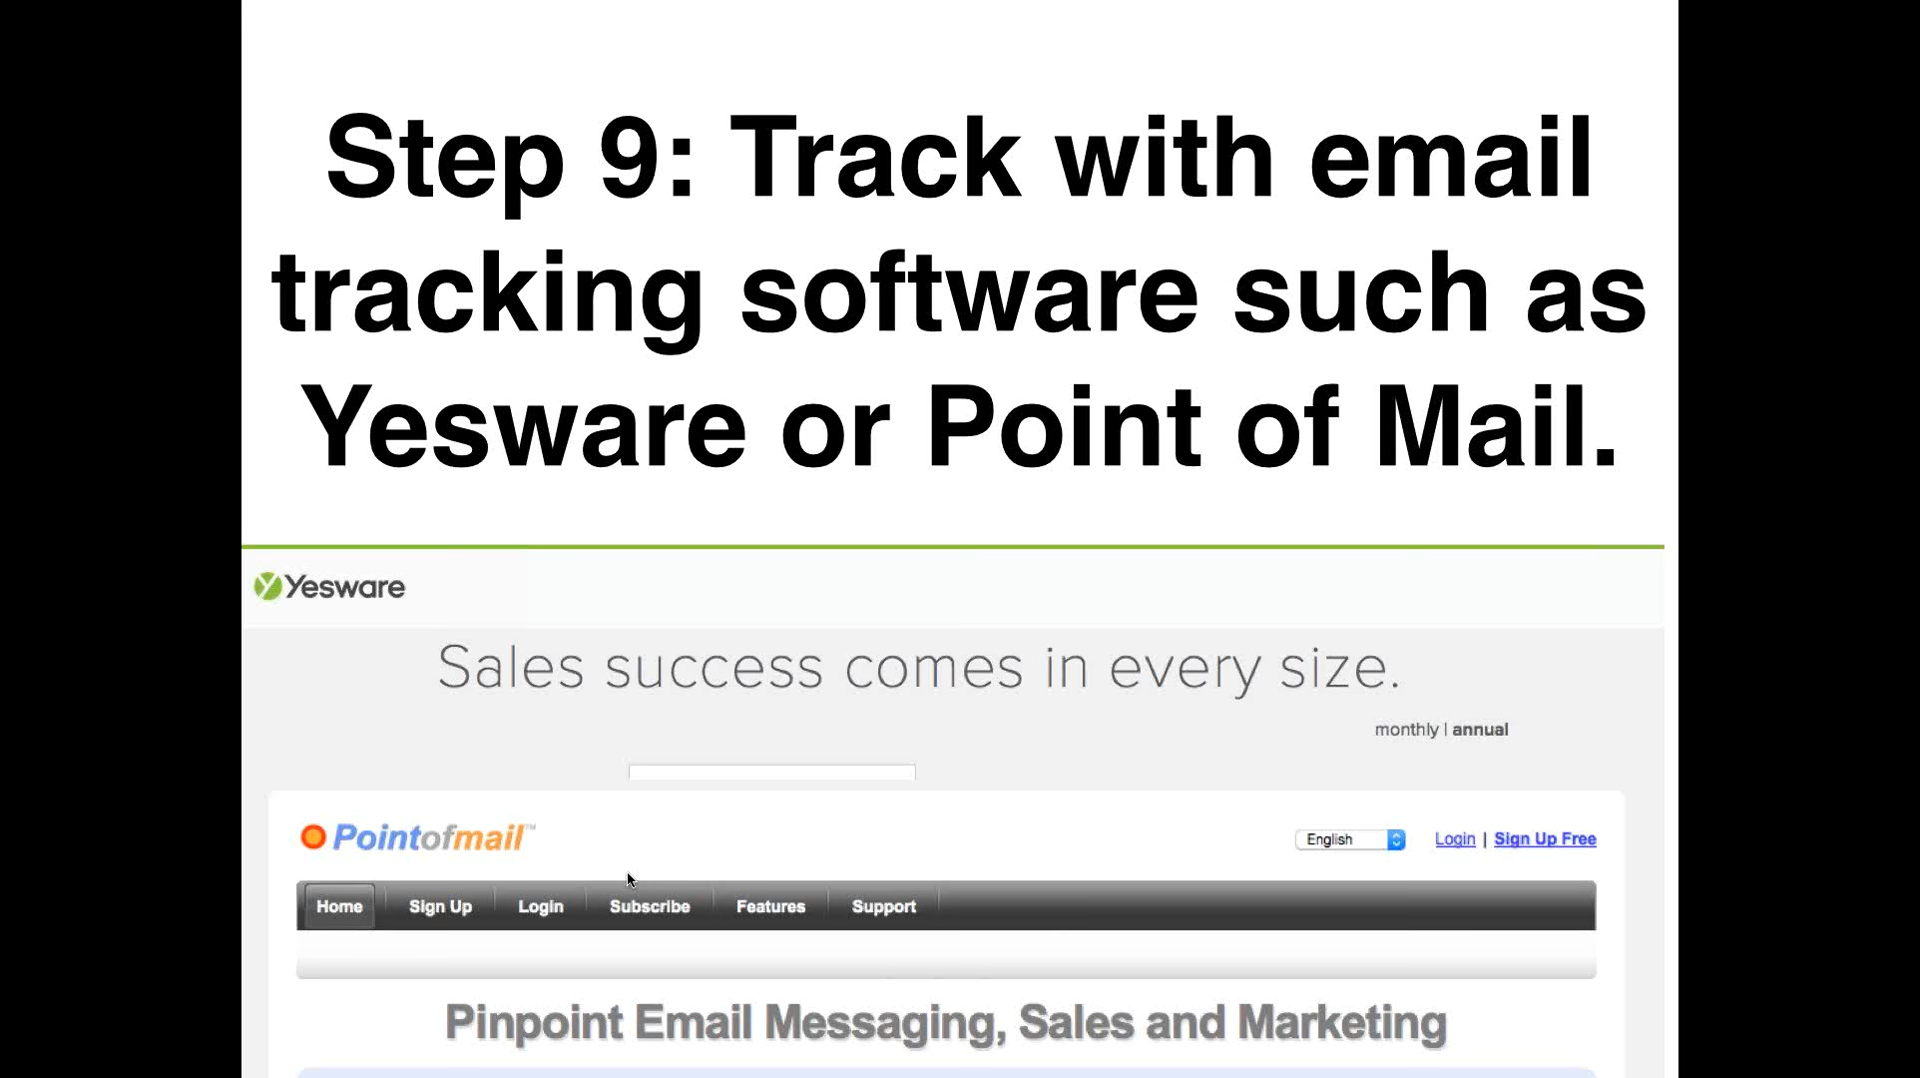 Step 9: Track with email
tracking software such as
Yesware or Point of Mail.
Yesware
Sales success comes in every size.
monthly | annual
Pointofmail™
English
Login | Sign Up Free
Home Sign Up Login Subscribe Features Support
Pinpoint Email Messaging, Sales and Marketing